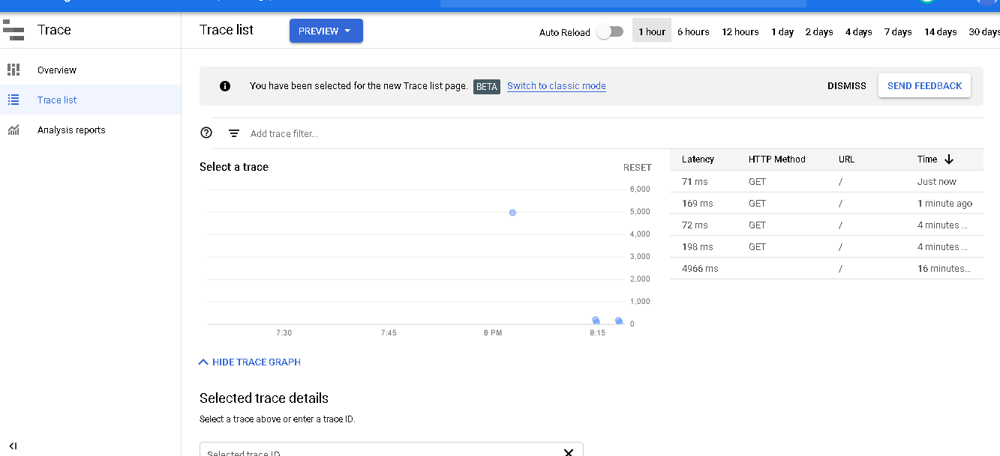 Trace
Trace list
PREVIEW
Auto Reload
1 hour
6 hours
12 hours
1 day
2 days
4 days
7 days
14 days
30 days
Overview
Trace list
Analysis reports
You have been selected for the new Trace list page. BETA Switch to classic mode
DISMISS
SEND FEEDBACK
Add trace filter...
Select a trace
RESET
6,000
5,000
4,000
3,000
2,000
1,000
0
7:30 7:45 8 PM 8:15
Latency HTTP Method URL Time
71 ms GET / Just now
169 ms GET / 1 minute ago
72 ms GET / 4 minutes ...
198 ms GET / 4 minutes ...
4966 ms / 16 minutes...
HIDE TRACE GRAPH
Selected trace details
Select a trace above or enter a trace ID.
Selected trace ID